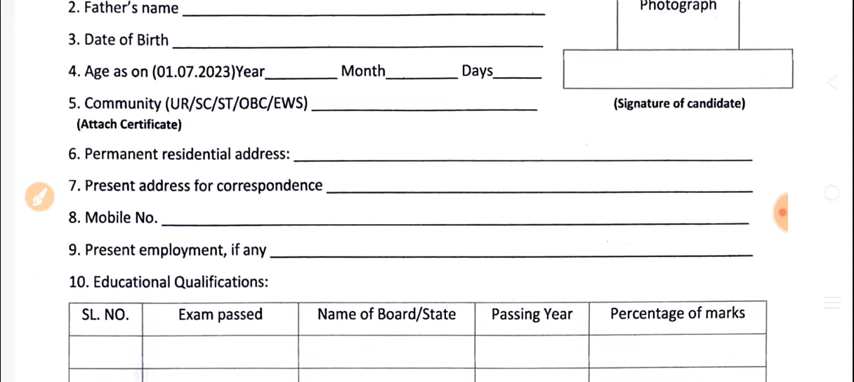 2. Father's name
Photograph
3. Date of Birth
4. Age as on (01.07.2023)Year__________ Month__________ Days_______
5. Community (UR/SC/ST/OBC/EWS)
(Signature of candidate)
(Attach Certificate)
6. Permanent residential address:
7. Present address for correspondence
8. Mobile No.
9. Present employment, if any
10. Educational Qualifications:
SL. NO. Exam passed Name of Board/State Passing Year Percentage of marks